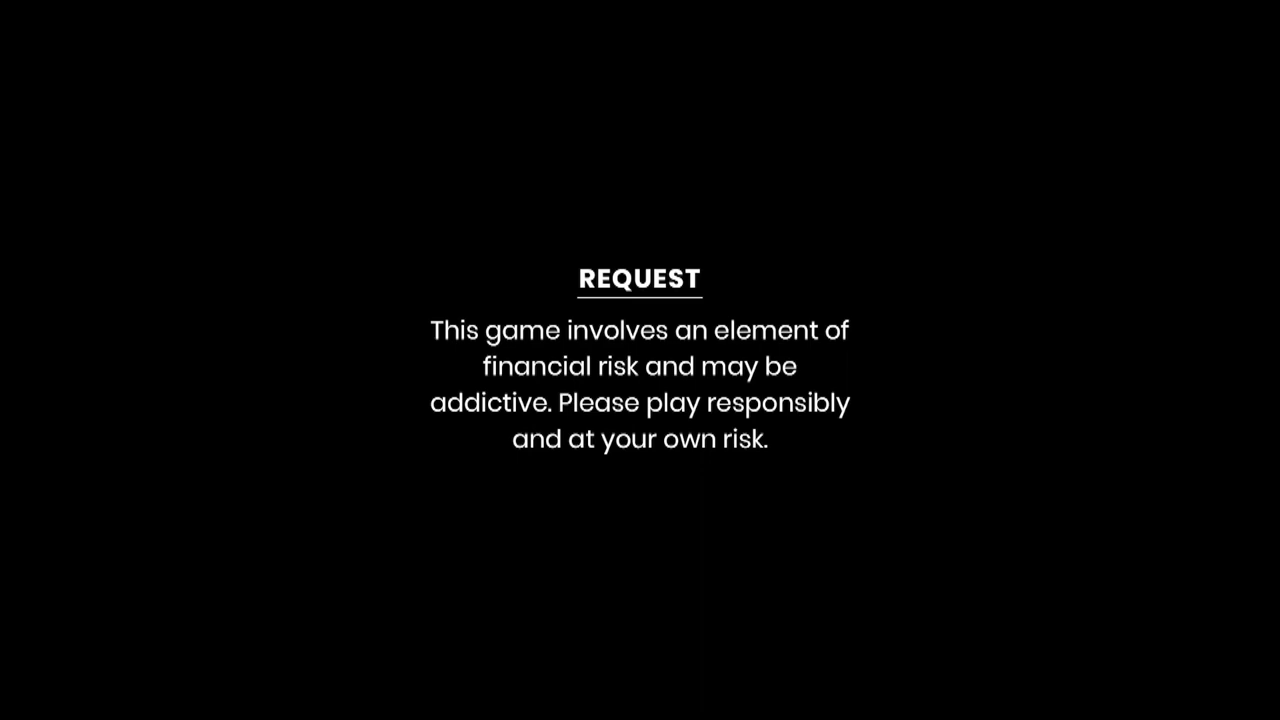 REQUEST
This game involves an element of
financial risk and may be
addictive. Please play responsibly
and at your own risk.